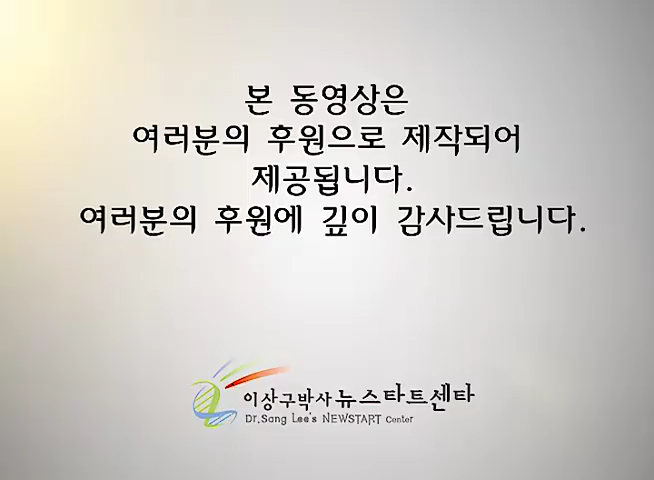 본 동영상은
여러분의 후원으로 제작되어
제공됩니다.
여러분의 후원에 깊이 감사드립니다.
이상구박사 뉴스타트센타
Dr.Sang Lee's NEWSTART Center